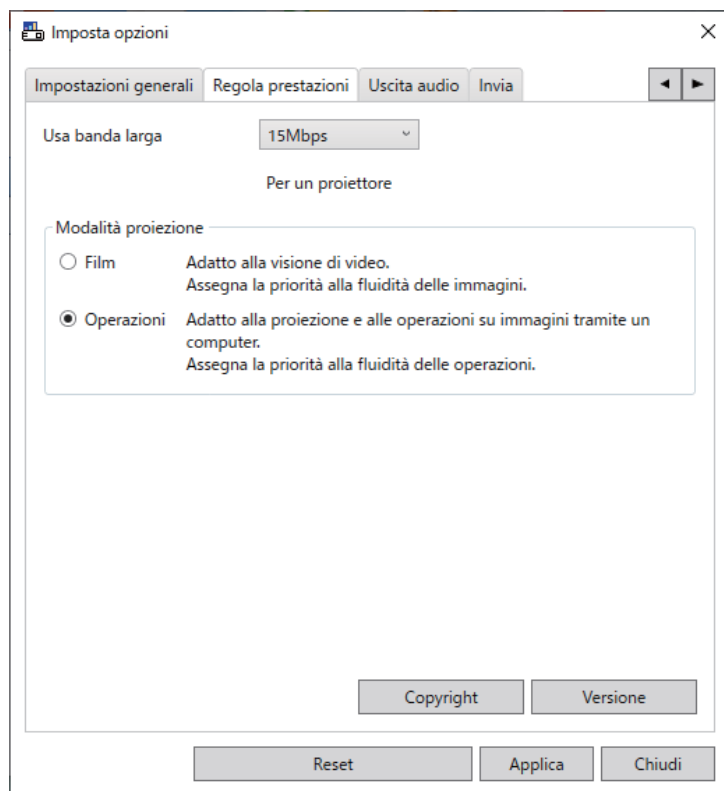 Imposta opzioni
Impostazioni generali
Regola prestazioni
Uscita audio
Invia
Usa banda larga
15Mbps
Per un proiettore
Modalità proiezione
Film
Adatto alla visione di video.
Assegna la priorità alla fluidità delle immagini.
Operazioni
Adatto alla proiezione e alle operazioni su immagini tramite un
computer.
Assegna la priorità alla fluidità delle operazioni.
Copyright
Versione
Reset
Applica
Chiudi